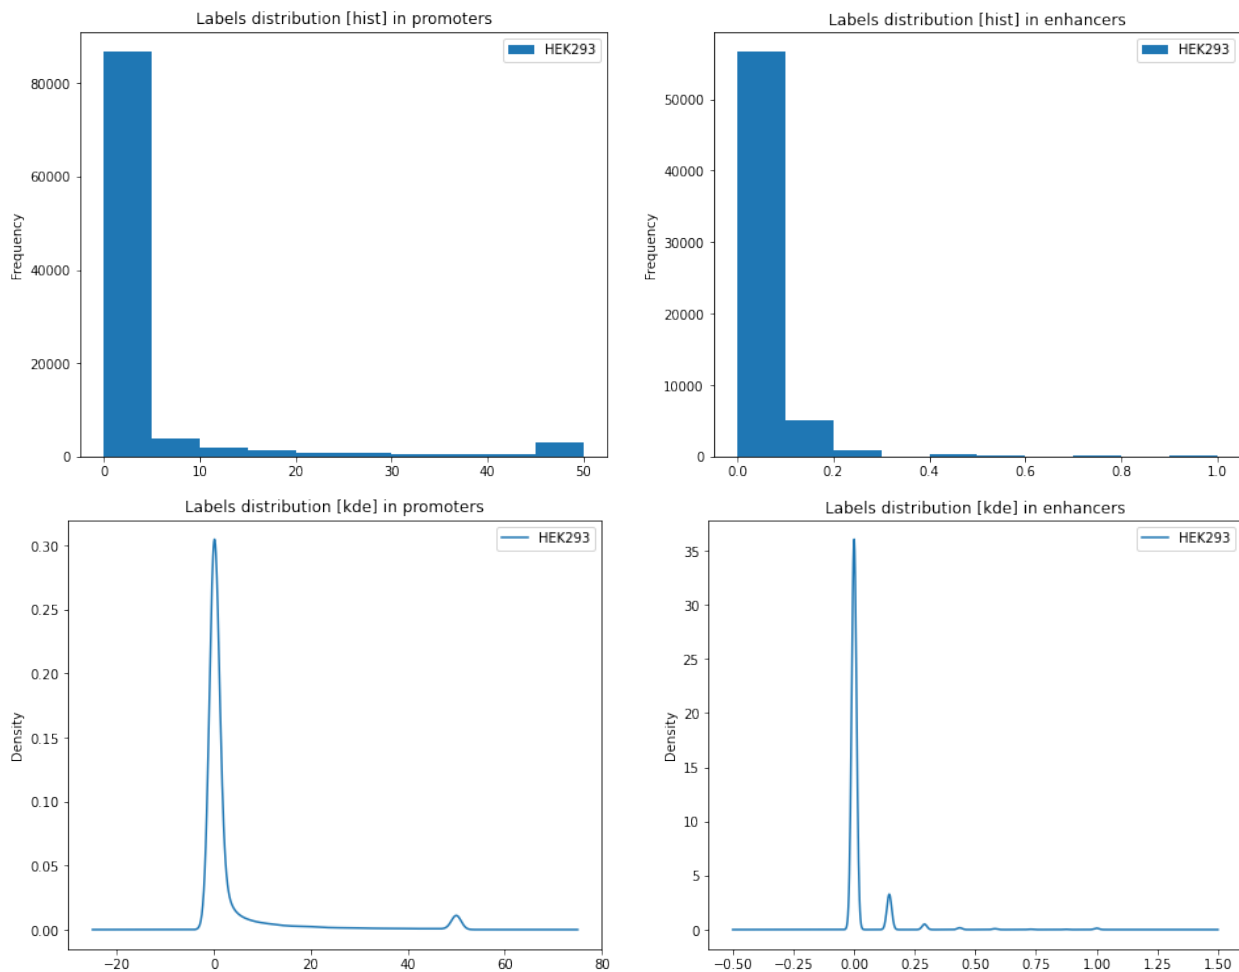 Labels distribution [hist] in promoters
HEK293
Frequency
80000
60000
40000
20000
0
0 10 20 30 40 50
Labels distribution [hist] in enhancers
HEK293
Frequency
50000
40000
30000
20000
10000
0
0.0 0.2 0.4 0.6 0.8 1.0
Labels distribution [kde] in promoters
HEK293
Density
0.30
0.25
0.20
0.15
0.10
0.05
0.00
−20 0 20 40 60 80
Labels distribution [kde] in enhancers
HEK293
Density
35
30
25
20
15
10
5
0
−0.50 −0.25 0.00 0.25 0.50 0.75 1.00 1.25 1.50